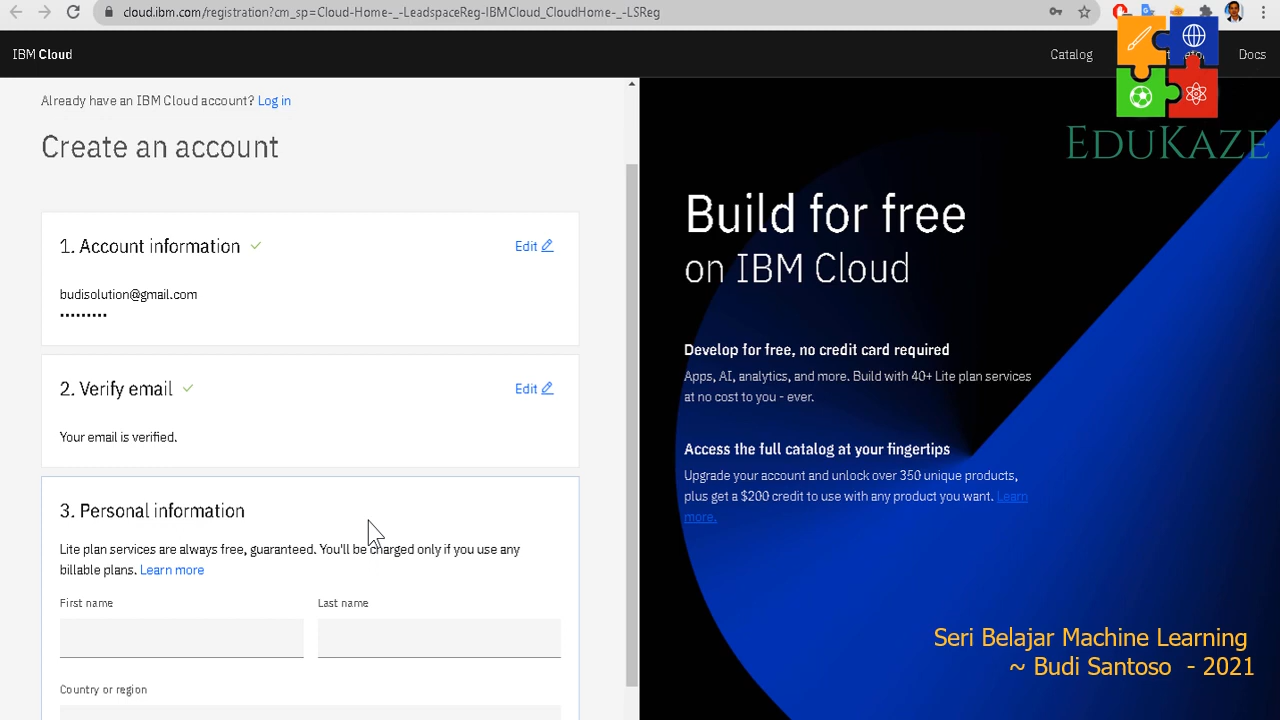 cloud.ibm.com/registration?cm_sp=Cloud-Home-_-LeadspaceReg-IBMCloud_CloudHome-_-LSReg
IBM Cloud
Catalog
Docs
EduKaze
Already have an IBM Cloud account? Log in
Create an account
1. Account information
Edit
budisolution@gmail.com
•••••••••
2. Verify email
Edit
Your email is verified.
3. Personal information
Lite plan services are always free, guaranteed. You'll be charged only if you use any
billable plans. Learn more
First name
Last name
Country or region
Build for free
on IBM Cloud
Develop for free, no credit card required
Apps, AI, analytics, and more. Build with 40+ Lite plan services
at no cost to you - ever.
Access the full catalog at your fingertips
Upgrade your account and unlock over 350 unique products,
plus get a $200 credit to use with any product you want. Learn
more.
Seri Belajar Machine Learning
~ Budi Santoso - 2021